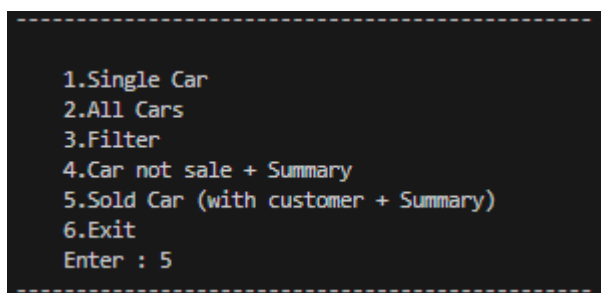 ------------------------------------------------
1.Single Car
2.All Cars
3.Filter
4.Car not sale + Summary
5.Sold Car (with customer + Summary)
6.Exit
Enter : 5
------------------------------------------------